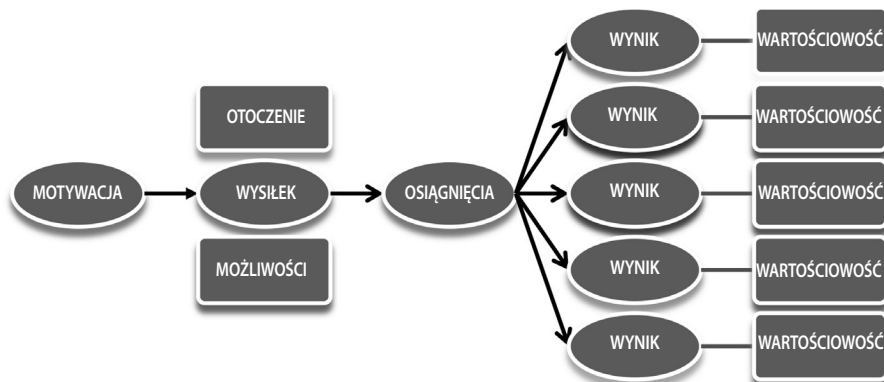 WYNIK
WARTOŚCIOWOŚĆ
OTOCZENIE
WYNIK
WARTOŚCIOWOŚĆ
MOTYWACJA
WYSIŁEK
OSIĄGNIĘCIA
WYNIK
WARTOŚCIOWOŚĆ
MOŻLIWOŚCI
WYNIK
WARTOŚCIOWOŚĆ
WYNIK
WARTOŚCIOWOŚĆ